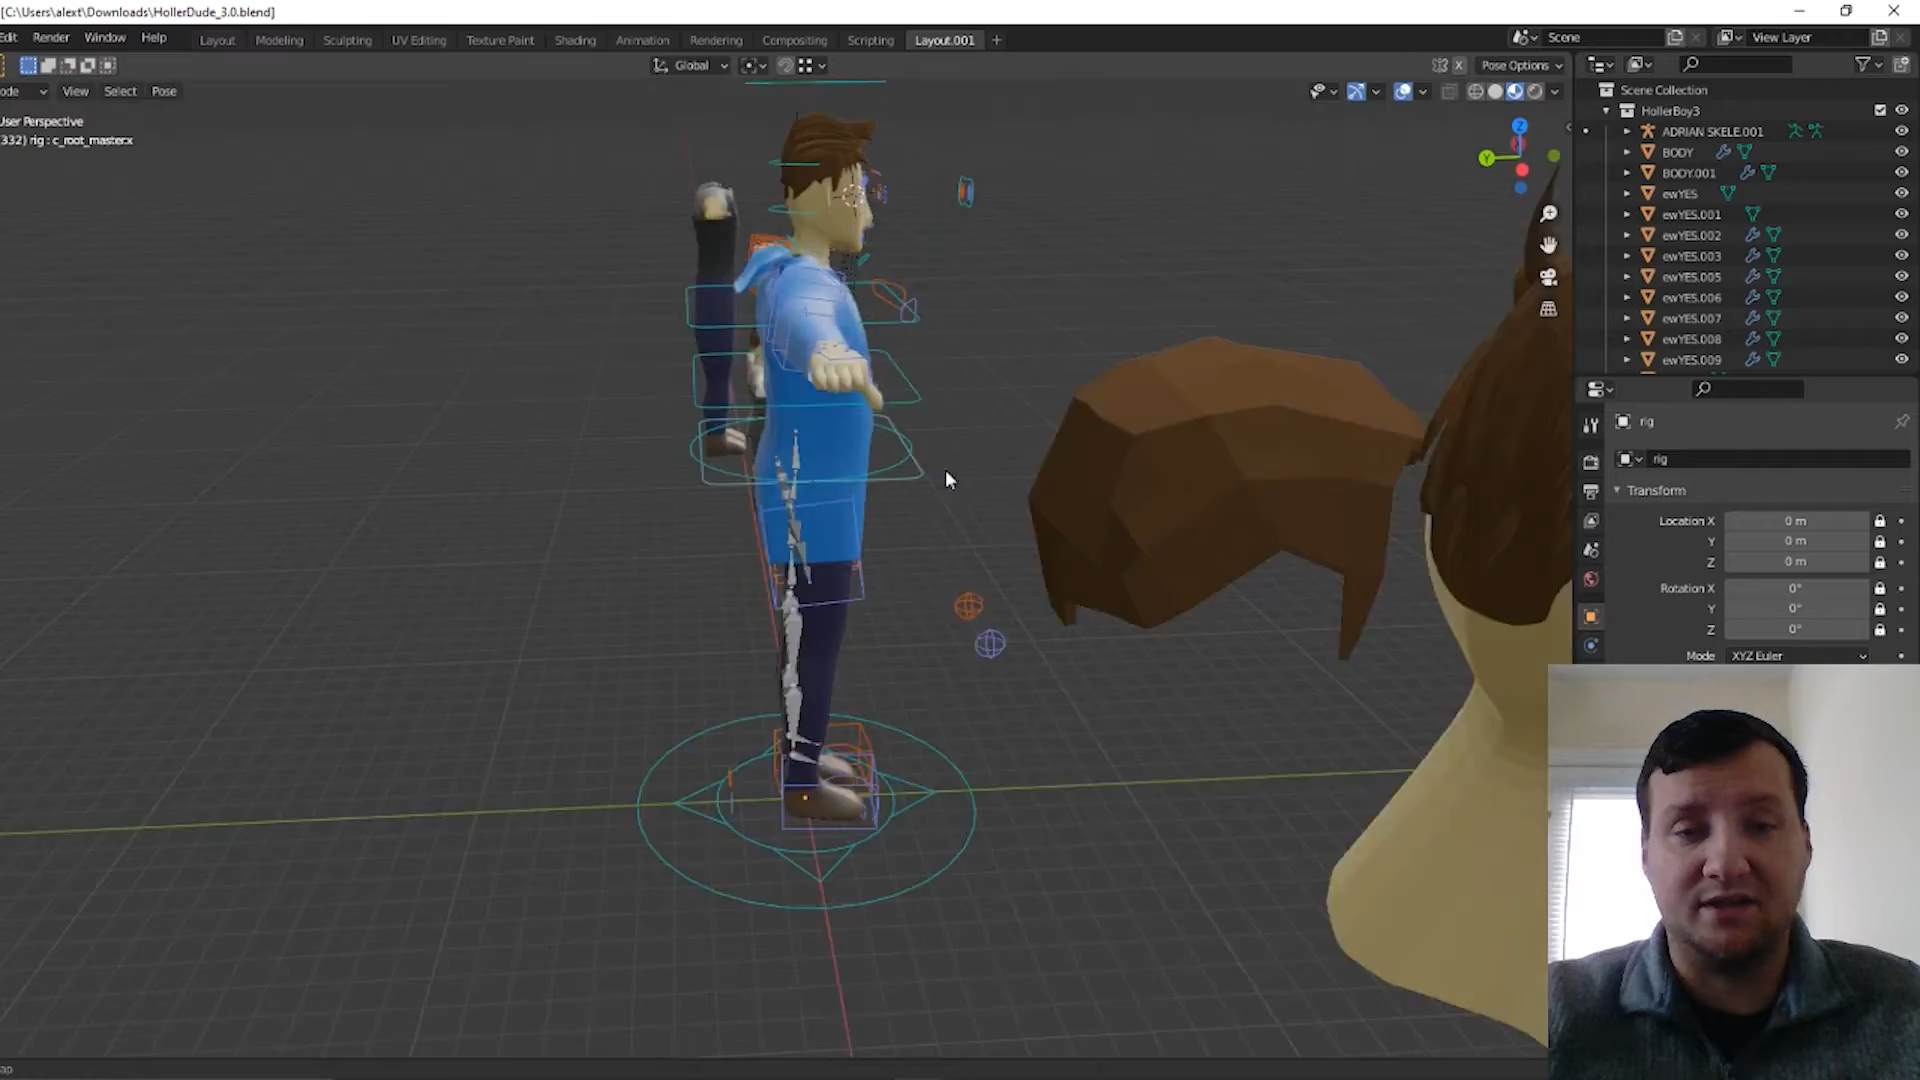 [C:\Users\alext\Downloads\HollerDude_3.0.blend]
Edit Render Window Help Layout Modeling Sculpting UV Editing Texture Paint Shading Animation Rendering Compositing Scripting Layout.001 + Scene View Layer
Global Pose Options
ode View Select Pose
User Perspective
332) rig : c_root_master.x
Z
Y
Scene Collection
HollerBoy3
ADRIAN SKELE.001
BODY
BODY.001
ewYES
ewYES.001
ewYES.002
ewYES.003
ewYES.005
ewYES.006
ewYES.007
ewYES.008
ewYES.009
rig
rig
Transform
Location X 0 m
Y 0 m
Z 0 m
Rotation X 0°
Y 0°
Z 0°
Mode XYZ Euler
ap